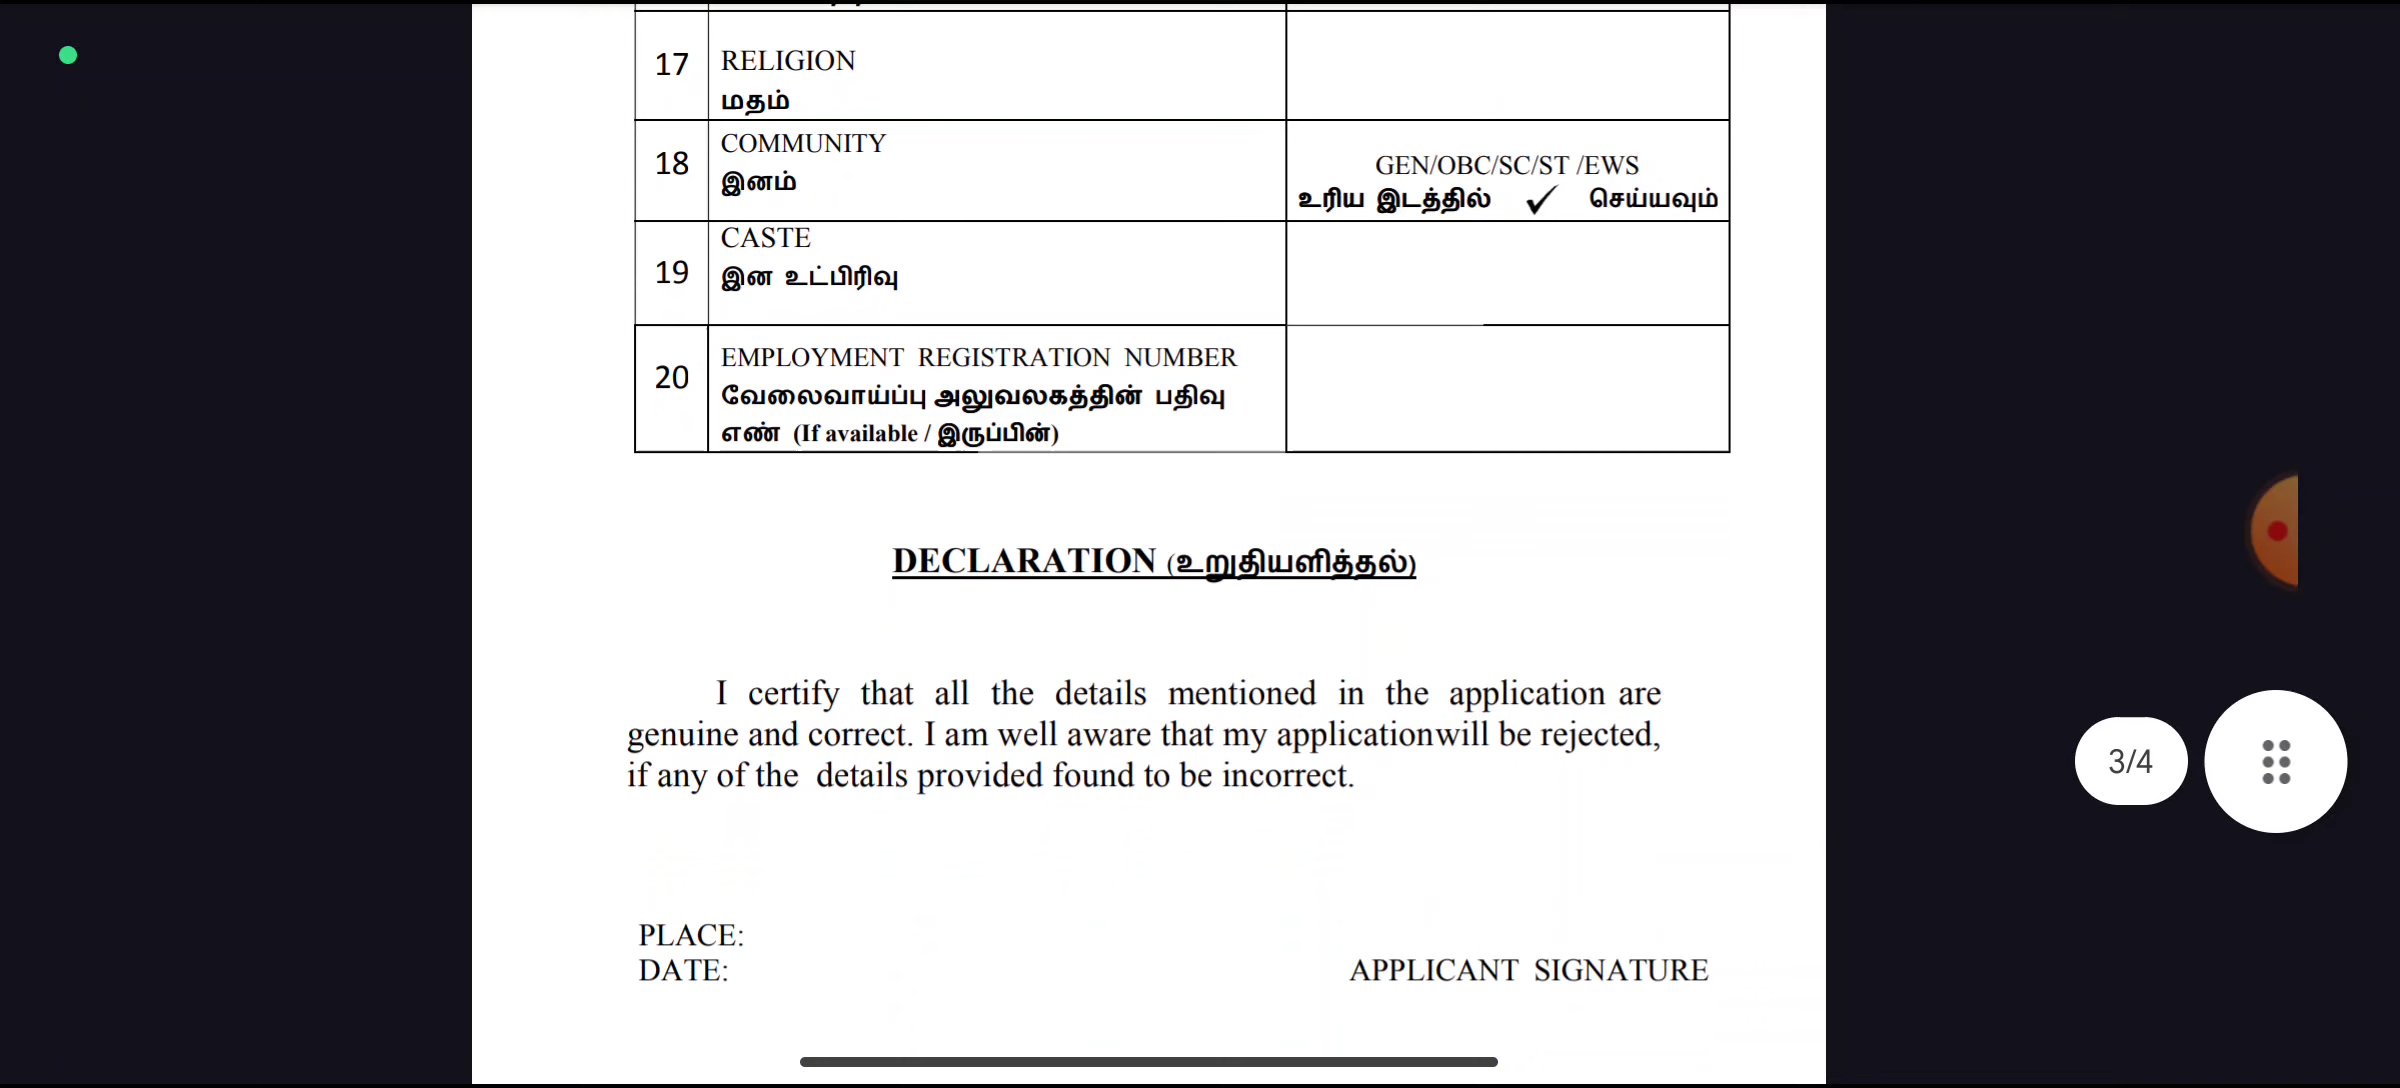 17 RELIGION
மதம்
18 COMMUNITY
இனம்
GEN/OBC/SC/ST /EWS
உரிய இடத்தில் ✓ செய்யவும்
19 CASTE
இன உட்பிரிவு
20 EMPLOYMENT REGISTRATION NUMBER
வேலைவாய்ப்பு அலுவலகத்தின் பதிவு
எண் (If available / இருப்பின்)
DECLARATION (உறுதியளித்தல்)
I certify that all the details mentioned in the application are
genuine and correct. I am well aware that my applicationwill be rejected,
if any of the details provided found to be incorrect.
3/4
PLACE:
DATE:
APPLICANT SIGNATURE